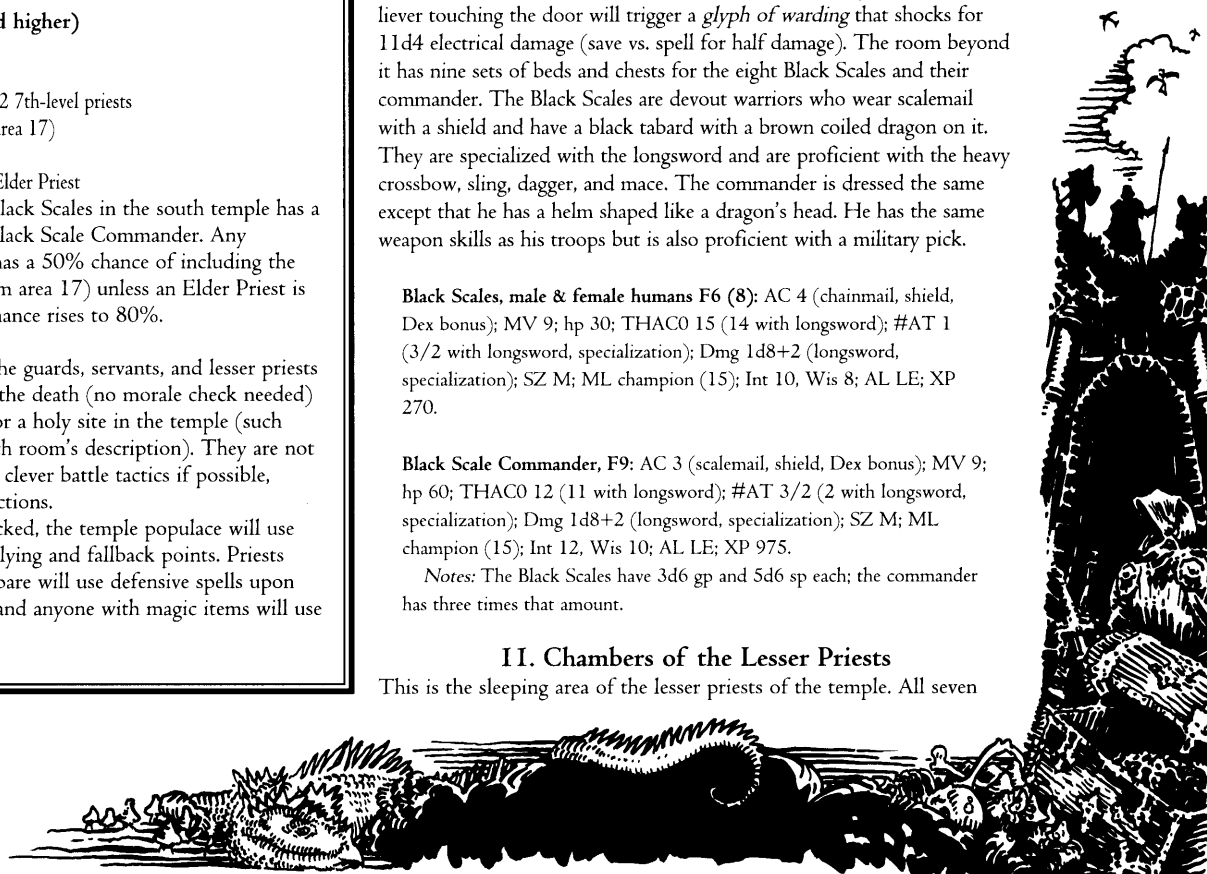 d higher)
2 7th-level priests
rea 17)
Elder Priest
lack Scales in the south temple has a
lack Scale Commander. Any
has a 50% chance of including the
m area 17) unless an Elder Priest is
hance rises to 80%.
he guards, servants, and lesser priests
the death (no morale check needed)
or a holy site in the temple (such
h room's description). They are not
clever battle tactics if possible,
ctions.
cked, the temple populace will use
lying and fallback points. Priests
pare will use defensive spells upon
and anyone with magic items will use
liever touching the door will trigger a glyph of warding that shocks for
11d4 electrical damage (save vs. spell for half damage). The room beyond
it has nine sets of beds and chests for the eight Black Scales and their
commander. The Black Scales are devout warriors who wear scalemail
with a shield and have a black tabard with a brown coiled dragon on it.
They are specialized with the longsword and are proficient with the heavy
crossbow, sling, dagger, and mace. The commander is dressed the same
except that he has a helm shaped like a dragon's head. He has the same
weapon skills as his troops but is also proficient with a military pick.
Black Scales, male & female humans F6 (8): AC 4 (chainmail, shield,
Dex bonus); MV 9; hp 30; THAC0 15 (14 with longsword); #AT 1
(3/2 with longsword, specialization); Dmg 1d8+2 (longsword,
specialization); SZ M; ML champion (15); Int 10, Wis 8; AL LE; XP
270.
Black Scale Commander, F9: AC 3 (scalemail, shield, Dex bonus); MV 9;
hp 60; THAC0 12 (11 with longsword); #AT 3/2 (2 with longsword,
specialization); Dmg 1d8+2 (longsword, specialization); SZ M; ML
champion (15); Int 12, Wis 10; AL LE; XP 975.
Notes: The Black Scales have 3d6 gp and 5d6 sp each; the commander
has three times that amount.
11. Chambers of the Lesser Priests
This is the sleeping area of the lesser priests of the temple. All seven